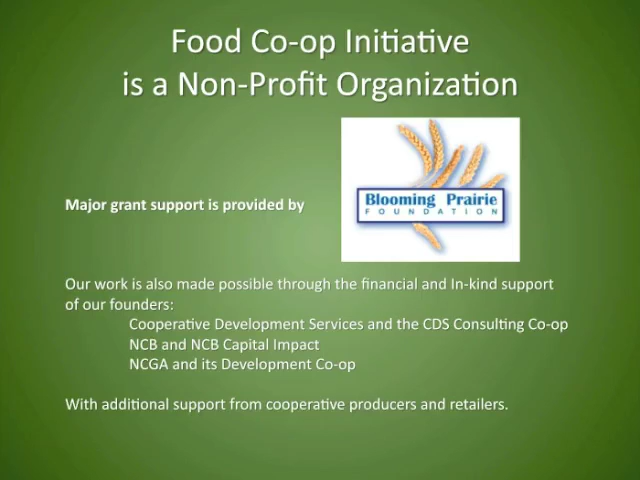 Food Co-op Initiative
is a Non-Profit Organization
Major grant support is provided by
Blooming Prairie
FOUNDATION
Our work is also made possible through the financial and In-kind support
of our founders:
Cooperative Development Services and the CDS Consulting Co-op
NCB and NCB Capital Impact
NCGA and its Development Co-op
With additional support from cooperative producers and retailers.